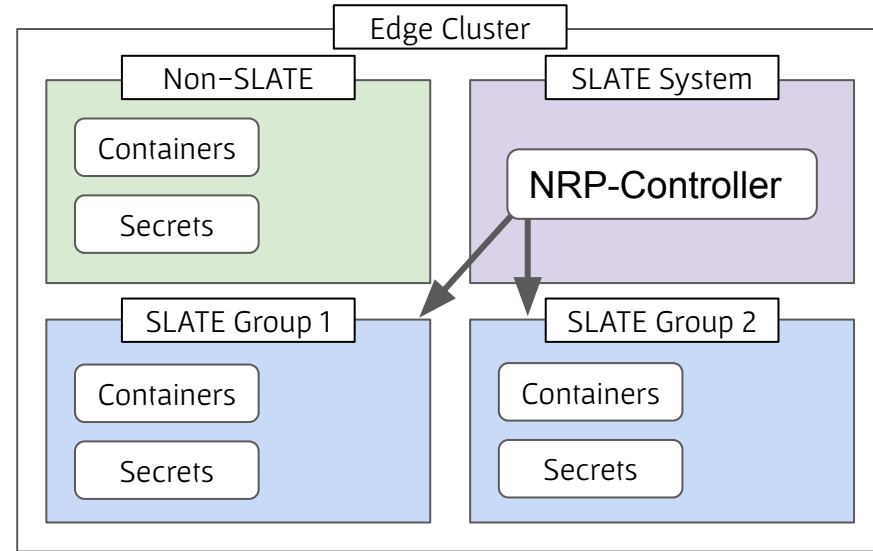 Edge Cluster
Non-SLATE
Containers
Secrets
SLATE System
NRP-Controller
SLATE Group 1
Containers
Secrets
SLATE Group 2
Containers
Secrets